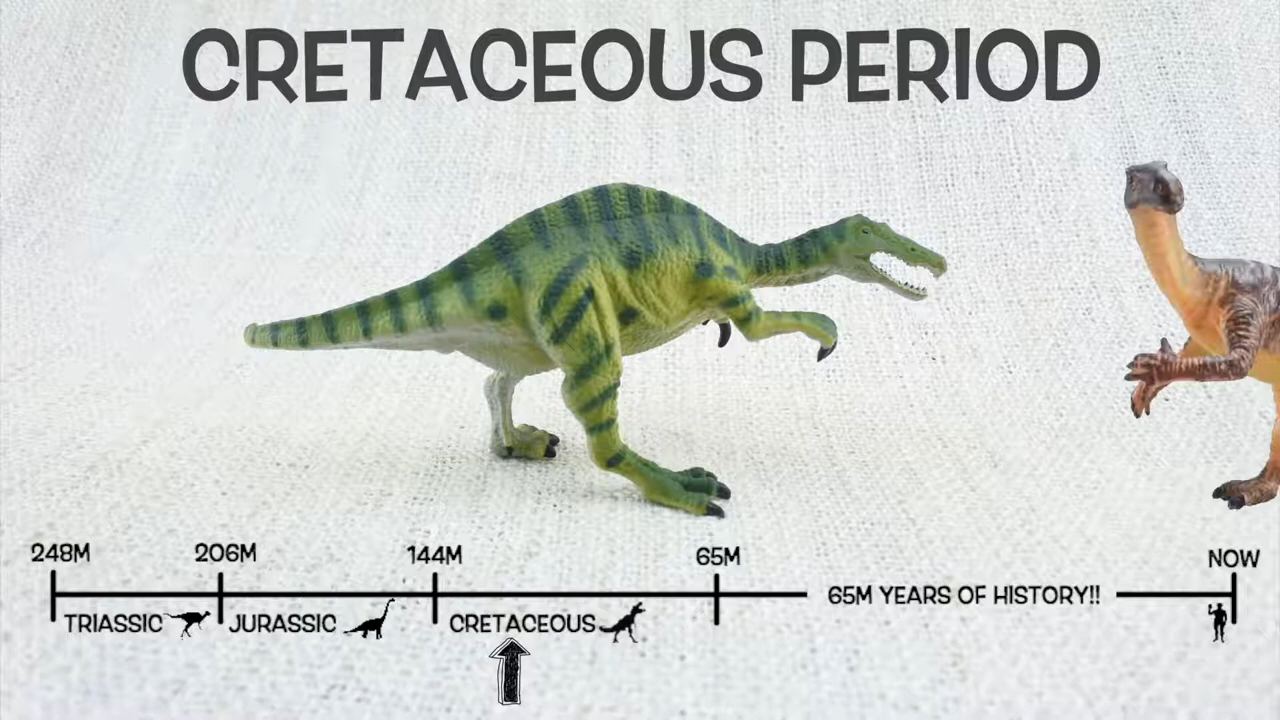 CRETACEOUS PERIOD
248M 206M 144M 65M NOW
65M YEARS OF HISTORY!!
TRIASSIC JURASSIC CRETACEOUS